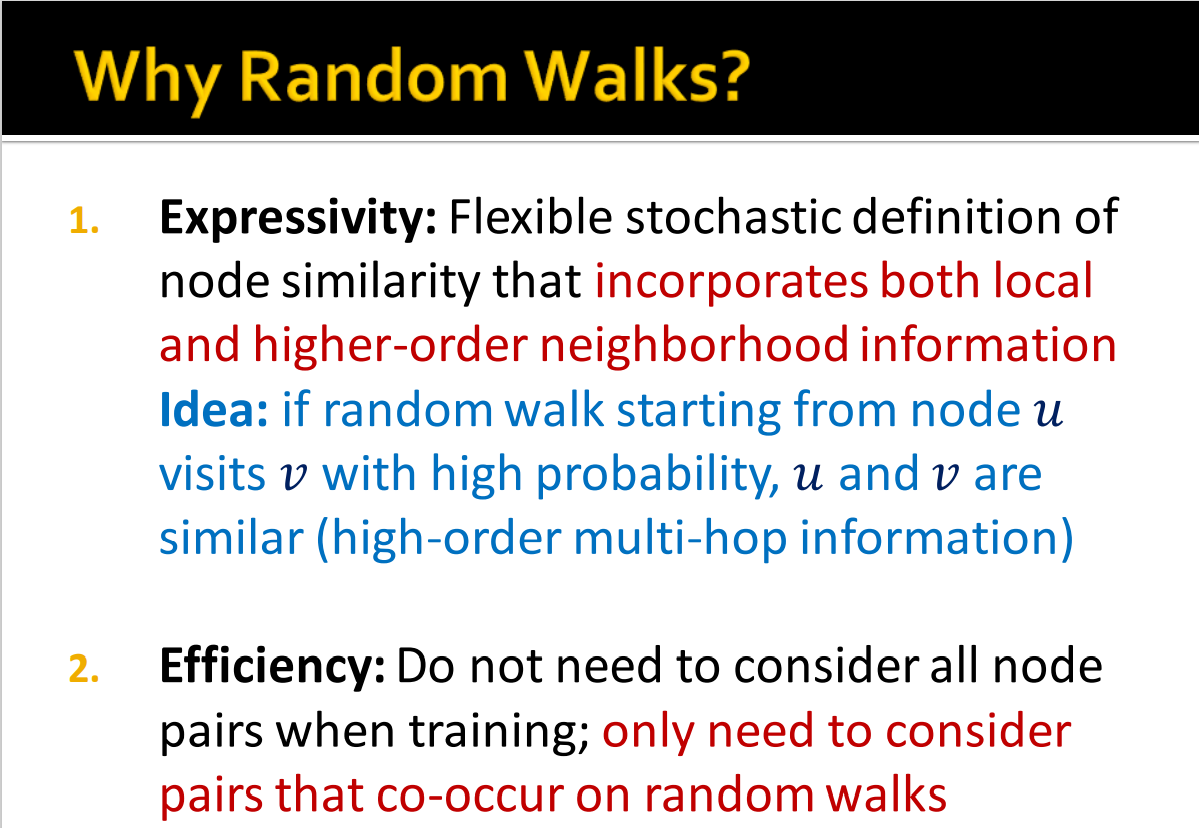 Why Random Walks?
1. Expressivity: Flexible stochastic definition of
node similarity that incorporates both local
and higher-order neighborhood information
Idea: if random walk starting from node 𝑢
visits 𝑣 with high probability, 𝑢 and 𝑣 are
similar (high-order multi-hop information)
2. Efficiency: Do not need to consider all node
pairs when training; only need to consider
pairs that co-occur on random walks